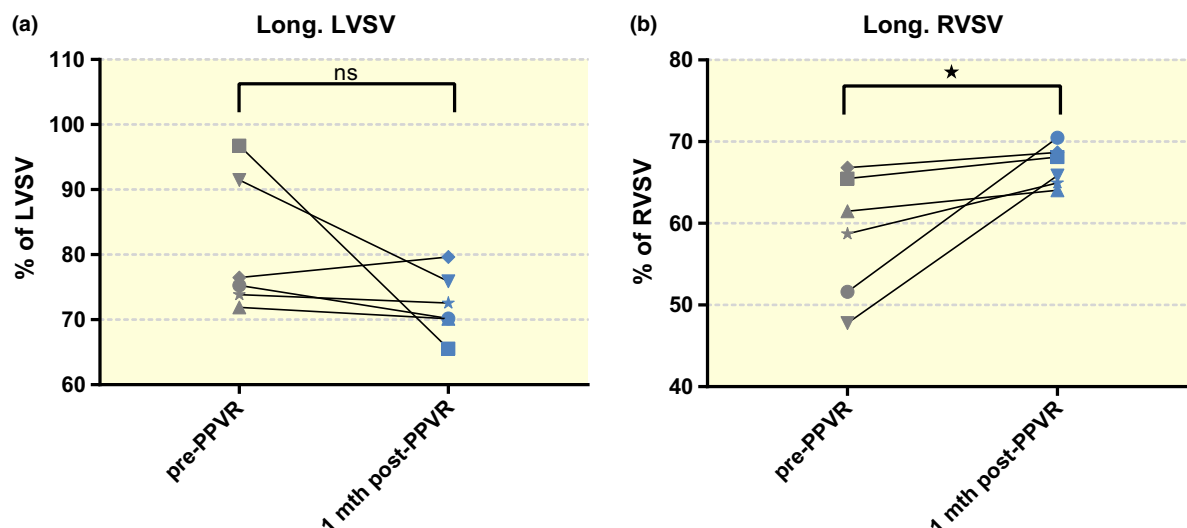 (a)
Long. LVSV
110
100
90
80
70
60
% of LVSV
ns
pre-PPVR
1 mth post-PPVR
(b)
Long. RVSV
80
70
60
50
40
% of RVSV
pre-PPVR
1 mth post-PPVR